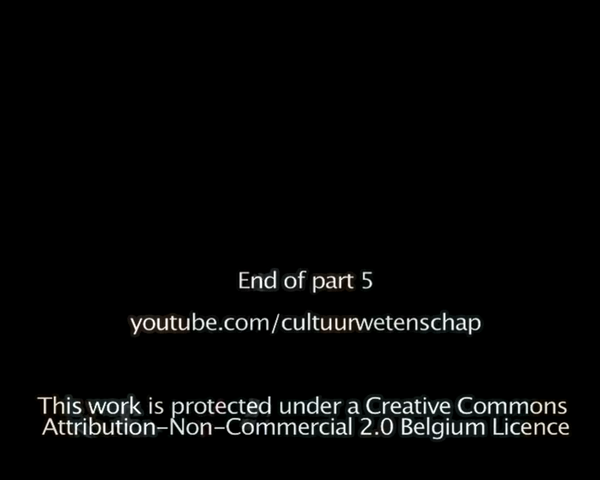 End of part 5
youtube.com/cultuurwetenschap
This work is protected under a Creative Commons
Attribution-Non-Commercial 2.0 Belgium Licence